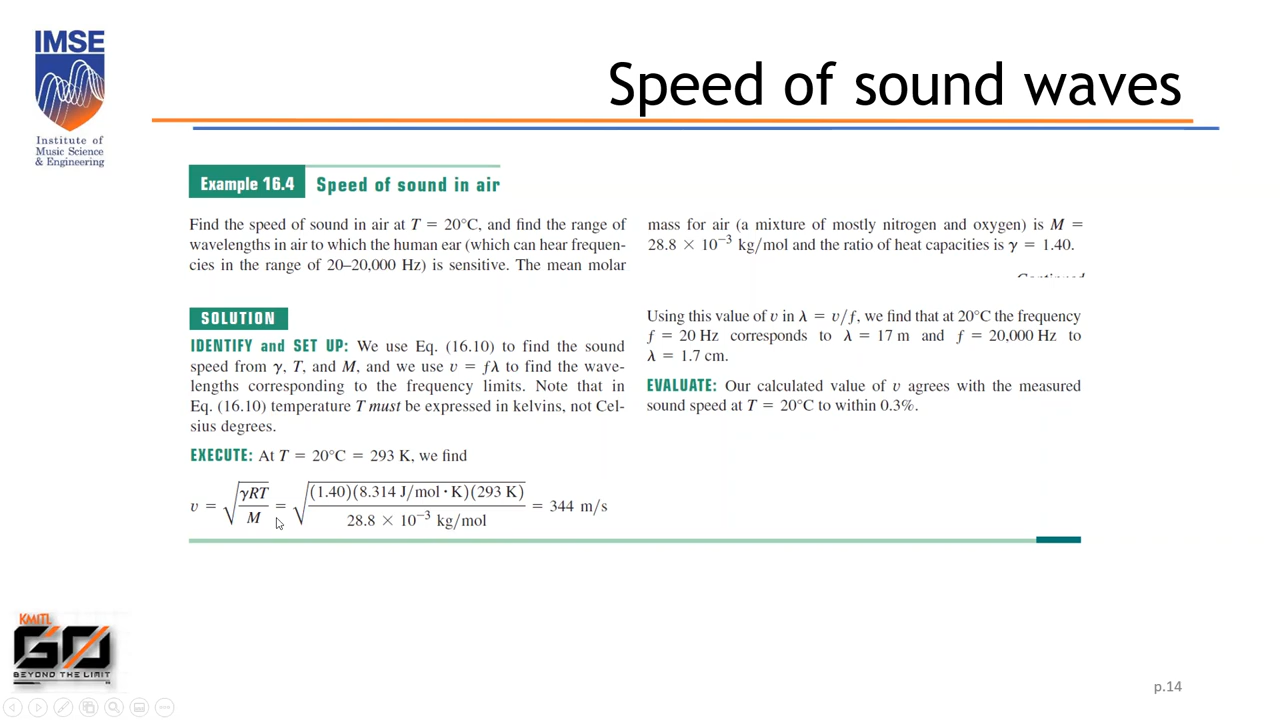 IMSE
Institute of
Music Science
& Engineering
Speed of sound waves
Example 16.4 Speed of sound in air
Find the speed of sound in air at T = 20°C, and find the range of
wavelengths in air to which the human ear (which can hear frequen-
cies in the range of 20–20,000 Hz) is sensitive. The mean molar
mass for air (a mixture of mostly nitrogen and oxygen) is M =
28.8 × 10⁻³ kg/mol and the ratio of heat capacities is γ = 1.40.
SOLUTION
IDENTIFY and SET UP: We use Eq. (16.10) to find the sound
speed from γ, T, and M, and we use v = fλ to find the wave-
lengths corresponding to the frequency limits. Note that in
Eq. (16.10) temperature T must be expressed in kelvins, not Cel-
sius degrees.
EXECUTE: At T = 20°C = 293 K, we find
v = √(γRT/M) = √((1.40)(8.314 J/mol · K)(293 K)/28.8 × 10⁻³ kg/mol) = 344 m/s
Using this value of v in λ = v/f, we find that at 20°C the frequency
f = 20 Hz corresponds to λ = 17 m and f = 20,000 Hz to
λ = 1.7 cm.
EVALUATE: Our calculated value of v agrees with the measured
sound speed at T = 20°C to within 0.3%.
KMITL
GO
BEYOND THE LIMIT
p.14